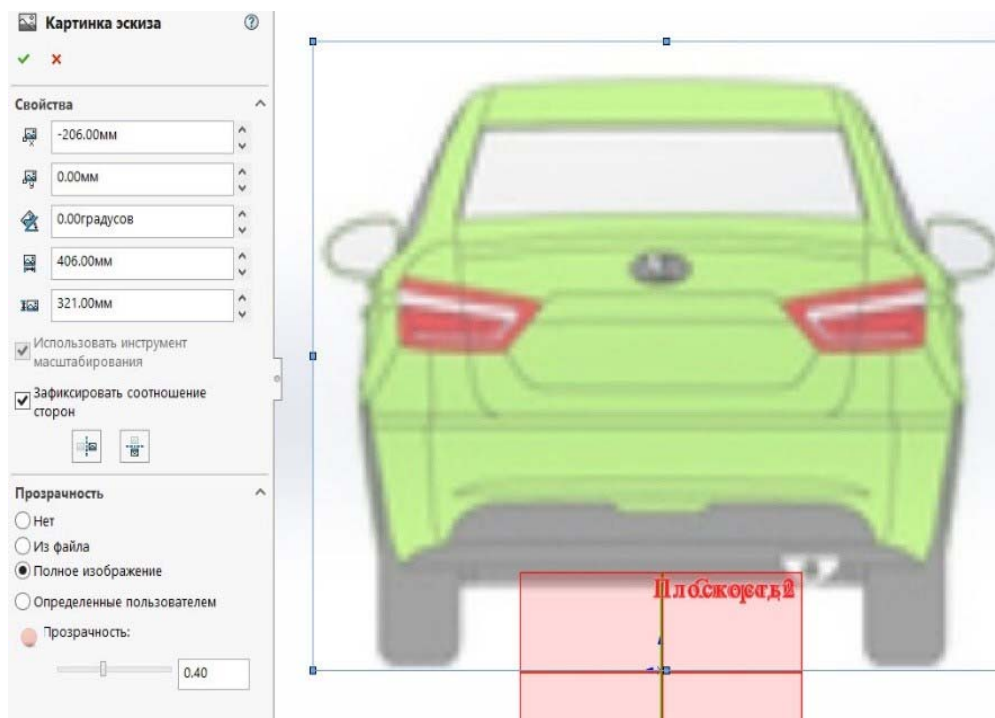 Картинка эскиза
Свойства
-206.00мм
0.00мм
0.00градусов
406.00мм
321.00мм
Использовать инструмент
масштабирования
Зафиксировать соотношение
сторон
Прозрачность
Нет
Из файла
Полное изображение
Определенные пользователем
Прозрачность:
0.40